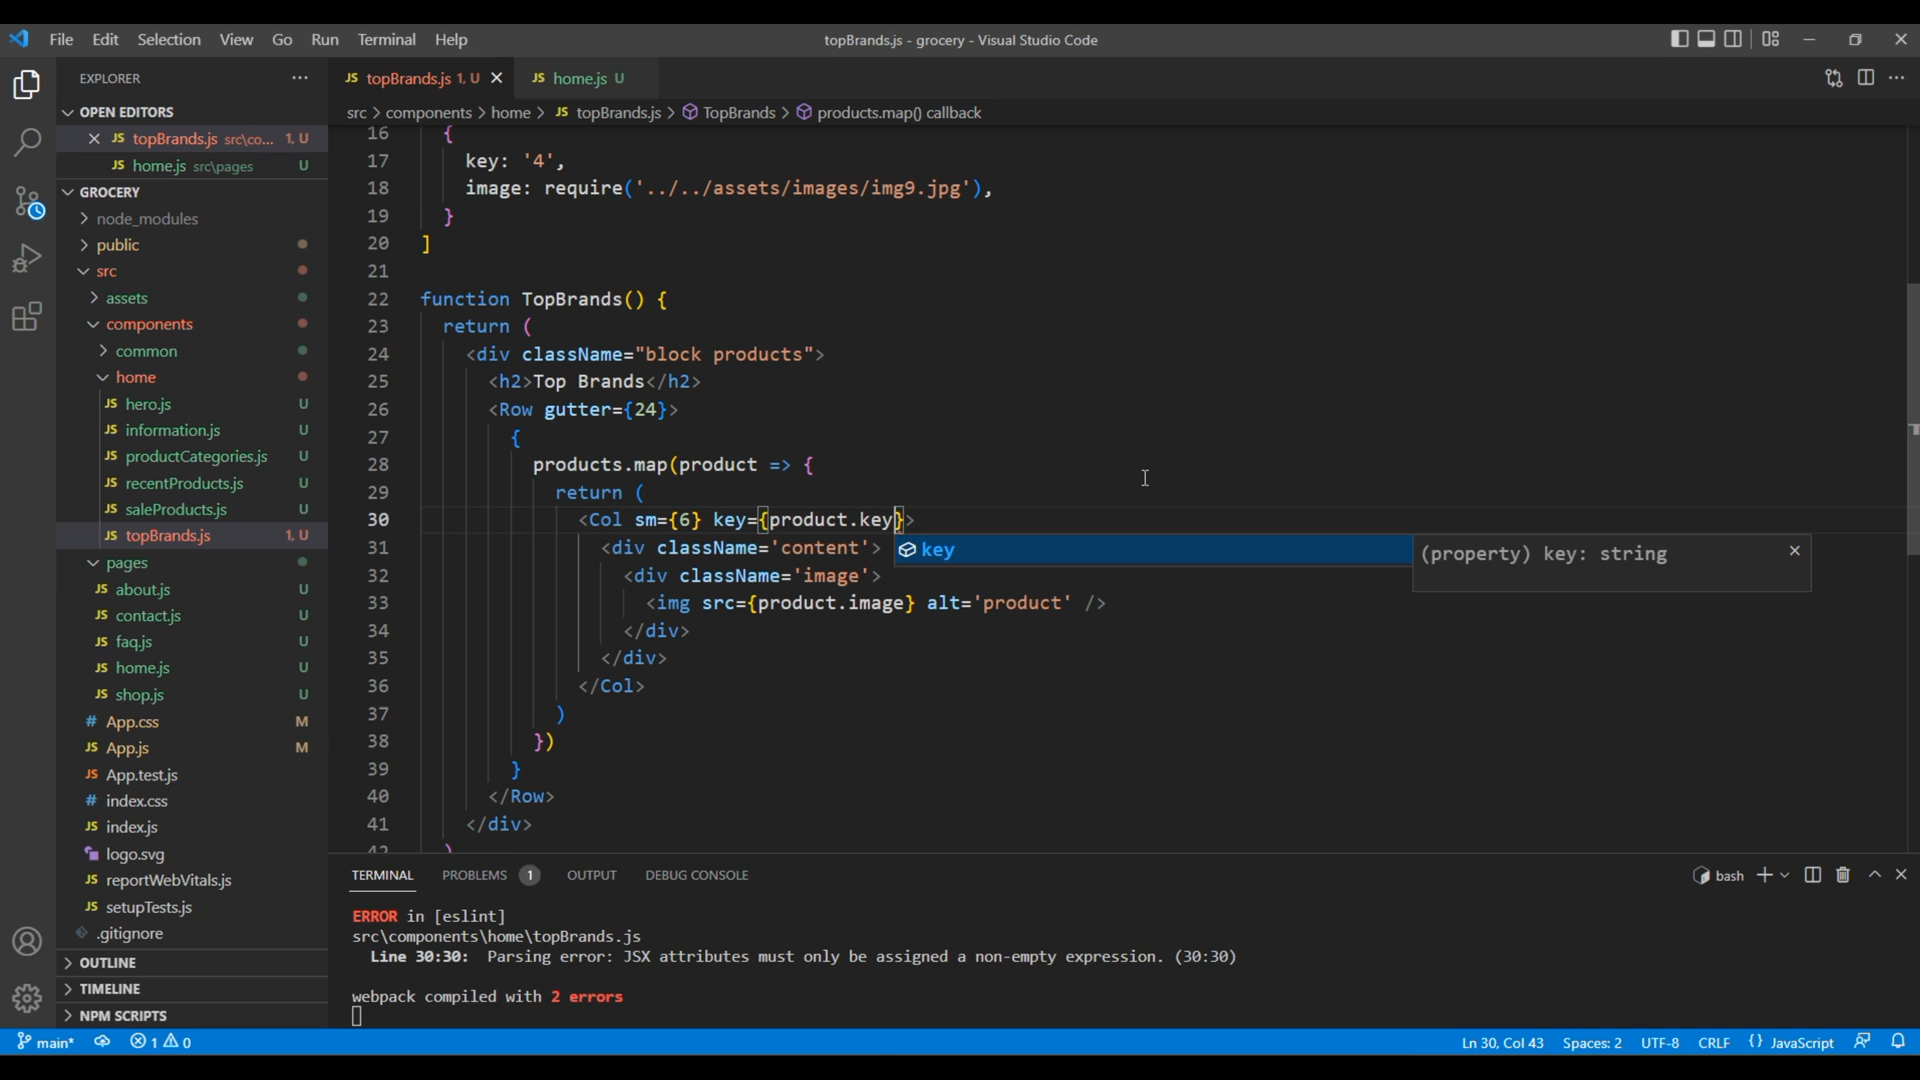 File Edit Selection View Go Run Terminal Help
topBrands.js - grocery - Visual Studio Code
EXPLORER
OPEN EDITORS
topBrands.js src\co... 1, U
home.js src\pages U
GROCERY
node_modules
public
src
assets
components
common
home
hero.js U
information.js U
productCategories.js U
recentProducts.js U
saleProducts.js U
topBrands.js 1, U
pages
about.js U
contact.js U
faq.js U
home.js U
shop.js U
# App.css M
App.js M
App.test.js
# index.css
index.js
logo.svg
reportWebVitals.js
setupTests.js
.gitignore
OUTLINE
TIMELINE
NPM SCRIPTS
JS topBrands.js 1, U
JS home.js U
src > components > home > JS topBrands.js > TopBrands > products.map() callback
16 {
17 key: '4',
18 image: require('../../assets/images/img9.jpg'),
19 }
20 ]
21
22 function TopBrands() {
23 return (
24 <div className="block products">
25 <h2>Top Brands</h2>
26 <Row gutter={24}>
27 {
28 products.map(product => {
29 return (
30 <Col sm={6} key={product.key}>
31 <div className='content'>
32 <div className='image'>
33 <img src={product.image} alt='product' />
34 </div>
35 </div>
36 </Col>
37 )
38 })
39 }
40 </Row>
41 </div>
42 )
key
(property) key: string
TERMINAL PROBLEMS 1 OUTPUT DEBUG CONSOLE
bash
ERROR in [eslint]
src\components\home\topBrands.js
Line 30:30: Parsing error: JSX attributes must only be assigned a non-empty expression. (30:30)
webpack compiled with 2 errors
main* 1 0
Ln 30, Col 43 Spaces: 2 UTF-8 CRLF {} JavaScript